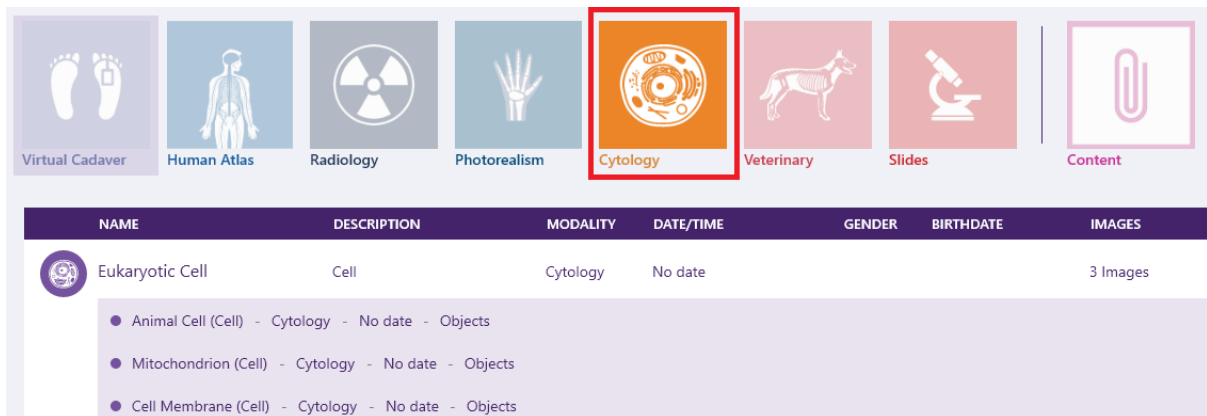 Virtual Cadaver Human Atlas Radiology Photorealism Cytology Veterinary Slides Content
NAME DESCRIPTION MODALITY DATE/TIME GENDER BIRTHDATE IMAGES
Eukaryotic Cell Cell Cytology No date 3 Images
Animal Cell (Cell) - Cytology - No date - Objects
Mitochondrion (Cell) - Cytology - No date - Objects
Cell Membrane (Cell) - Cytology - No date - Objects